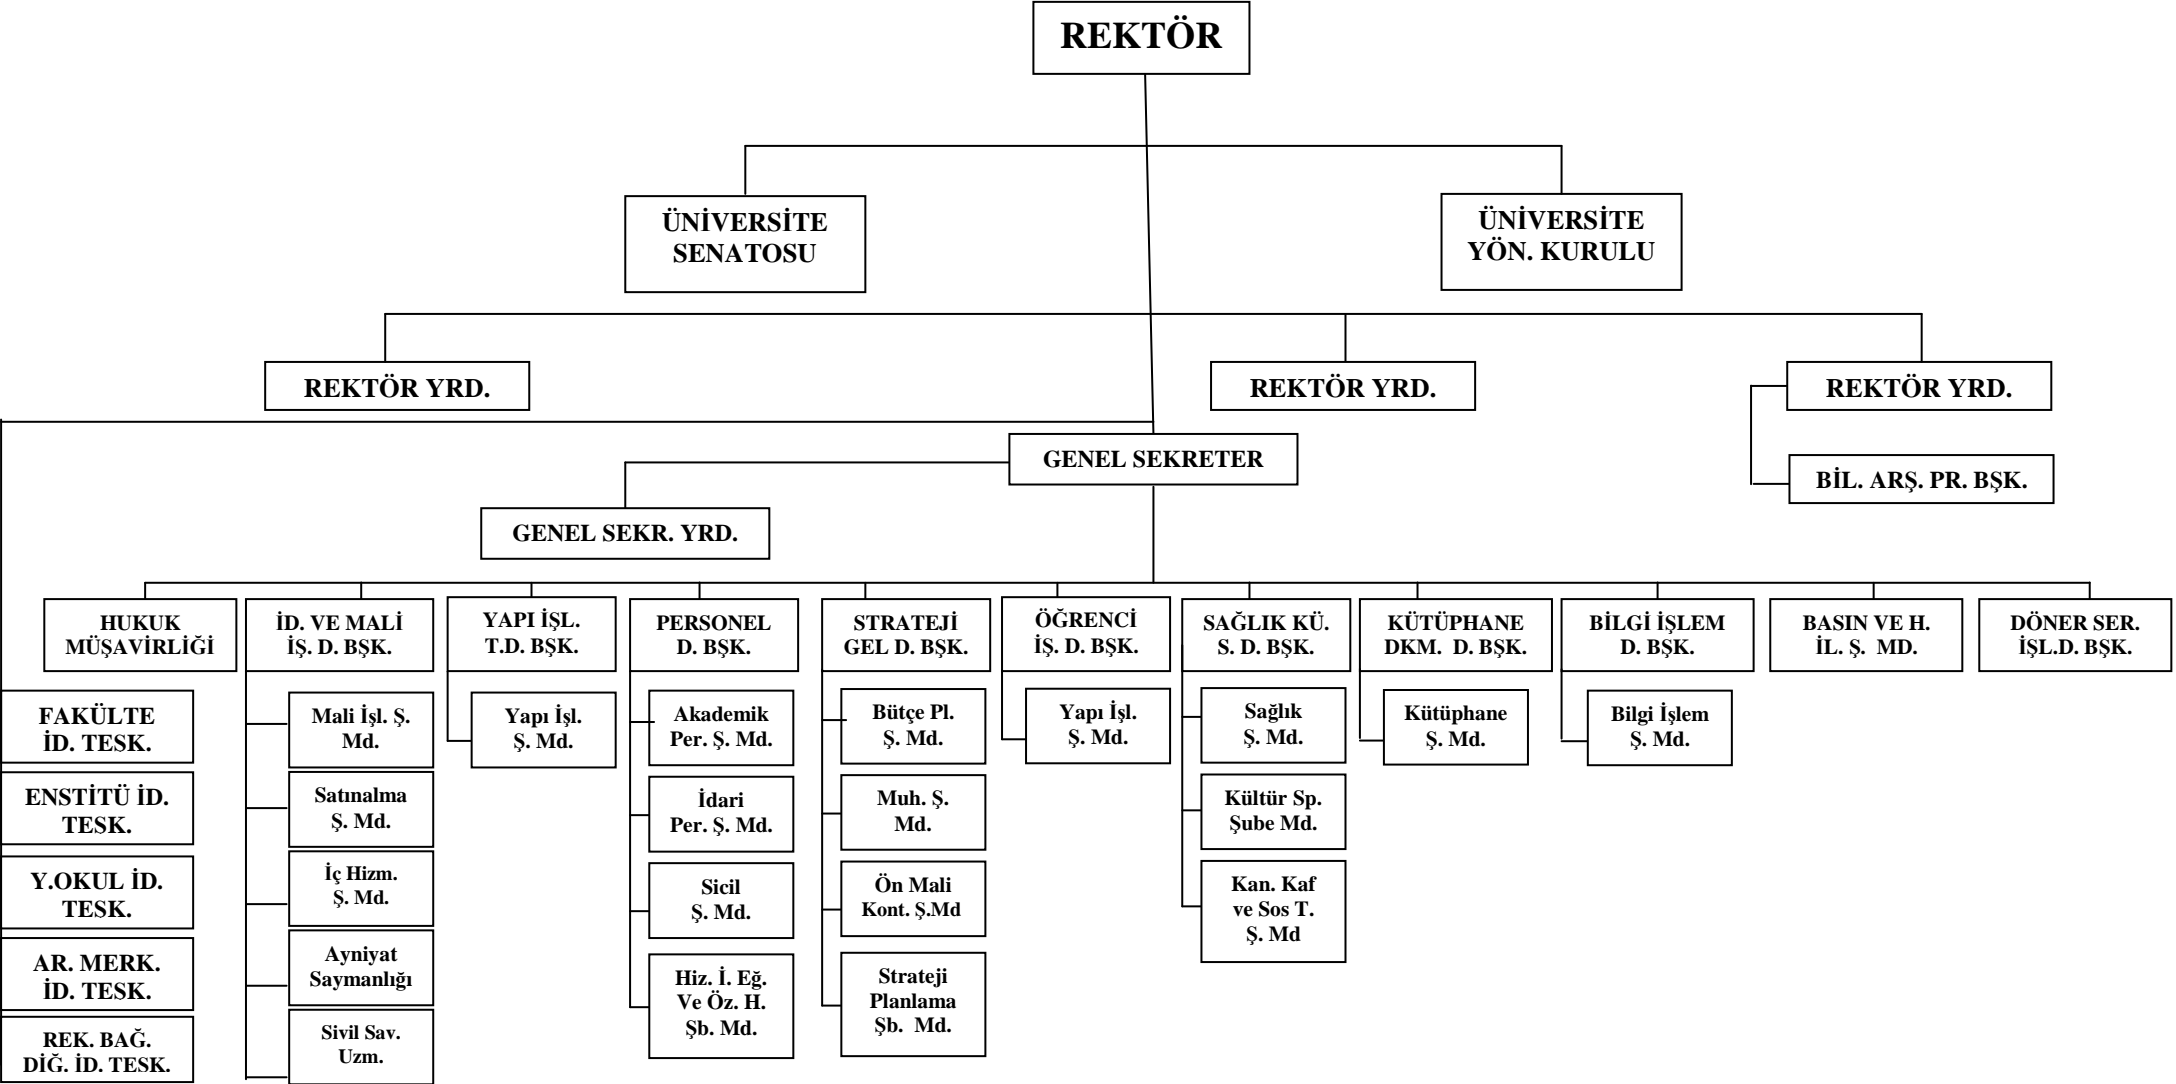 REKTÖR
ÜNİVERSİTE
SENATOSU
ÜNİVERSİTE
YÖN. KURULU
REKTÖR YRD.
REKTÖR YRD.
REKTÖR YRD.
GENEL SEKRETER
BİL. ARŞ. PR. BŞK.
GENEL SEKR. YRD.
HUKUK
MÜŞAVİRLİĞİ
İD. VE MALİ
İŞ. D. BŞK.
YAPI İŞL.
T.D. BŞK.
PERSONEL
D. BŞK.
STRATEJİ
GEL D. BŞK.
ÖĞRENCİ
İŞ. D. BŞK.
SAĞLIK KÜ.
S. D. BŞK.
KÜTÜPHANE
DKM. D. BŞK.
BİLGİ İŞLEM
D. BŞK.
BASIN VE H.
İL. Ş. MD.
DÖNER SER.
İŞL.D. BŞK.
FAKÜLTE
İD. TESK.
ENSTİTÜ İD.
TESK.
Y.OKUL İD.
TESK.
AR. MERK.
İD. TESK.
REK. BAĞ.
DİĞ. İD. TESK.
Mali İşl. Ş.
Md.
Satınalma
Ş. Md.
İç Hizm.
Ş. Md.
Ayniyat
Saymanlığı
Sivil Sav.
Uzm.
Yapı İşl.
Ş. Md.
Akademik
Per. Ş. Md.
İdari
Per. Ş. Md.
Sicil
Ş. Md.
Hiz. İ. Eğ.
Ve Öz. H.
Şb. Md.
Bütçe Pl.
Ş. Md.
Muh. Ş.
Md.
Ön Mali
Kont. Ş.Md
Strateji
Planlama
Şb. Md.
Yapı İşl.
Ş. Md.
Sağlık
Ş. Md.
Kültür Sp.
Şube Md.
Kan. Kaf
ve Sos T.
Ş. Md
Kütüphane
Ş. Md.
Bilgi İşlem
Ş. Md.